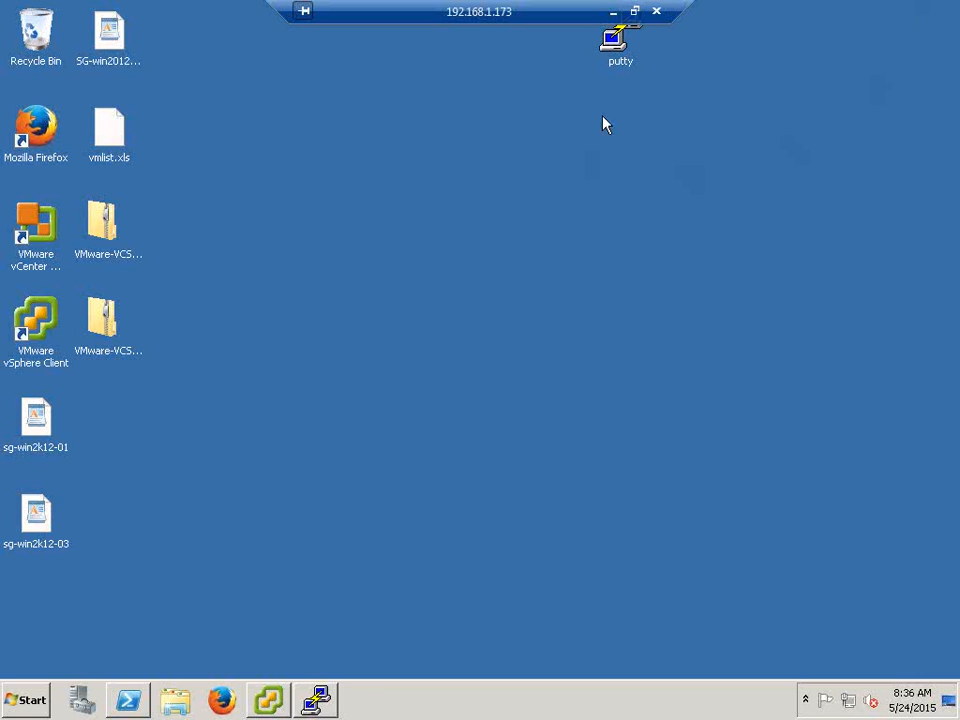 192.168.1.173
Recycle Bin
SG-win2012...
putty
Mozilla Firefox
vmlist.xls
VMware
vCenter ...
VMware-VCS...
VMware
vSphere Client
VMware-VCS...
sg-win2k12-01
sg-win2k12-03
Start
8:36 AM
5/24/2015